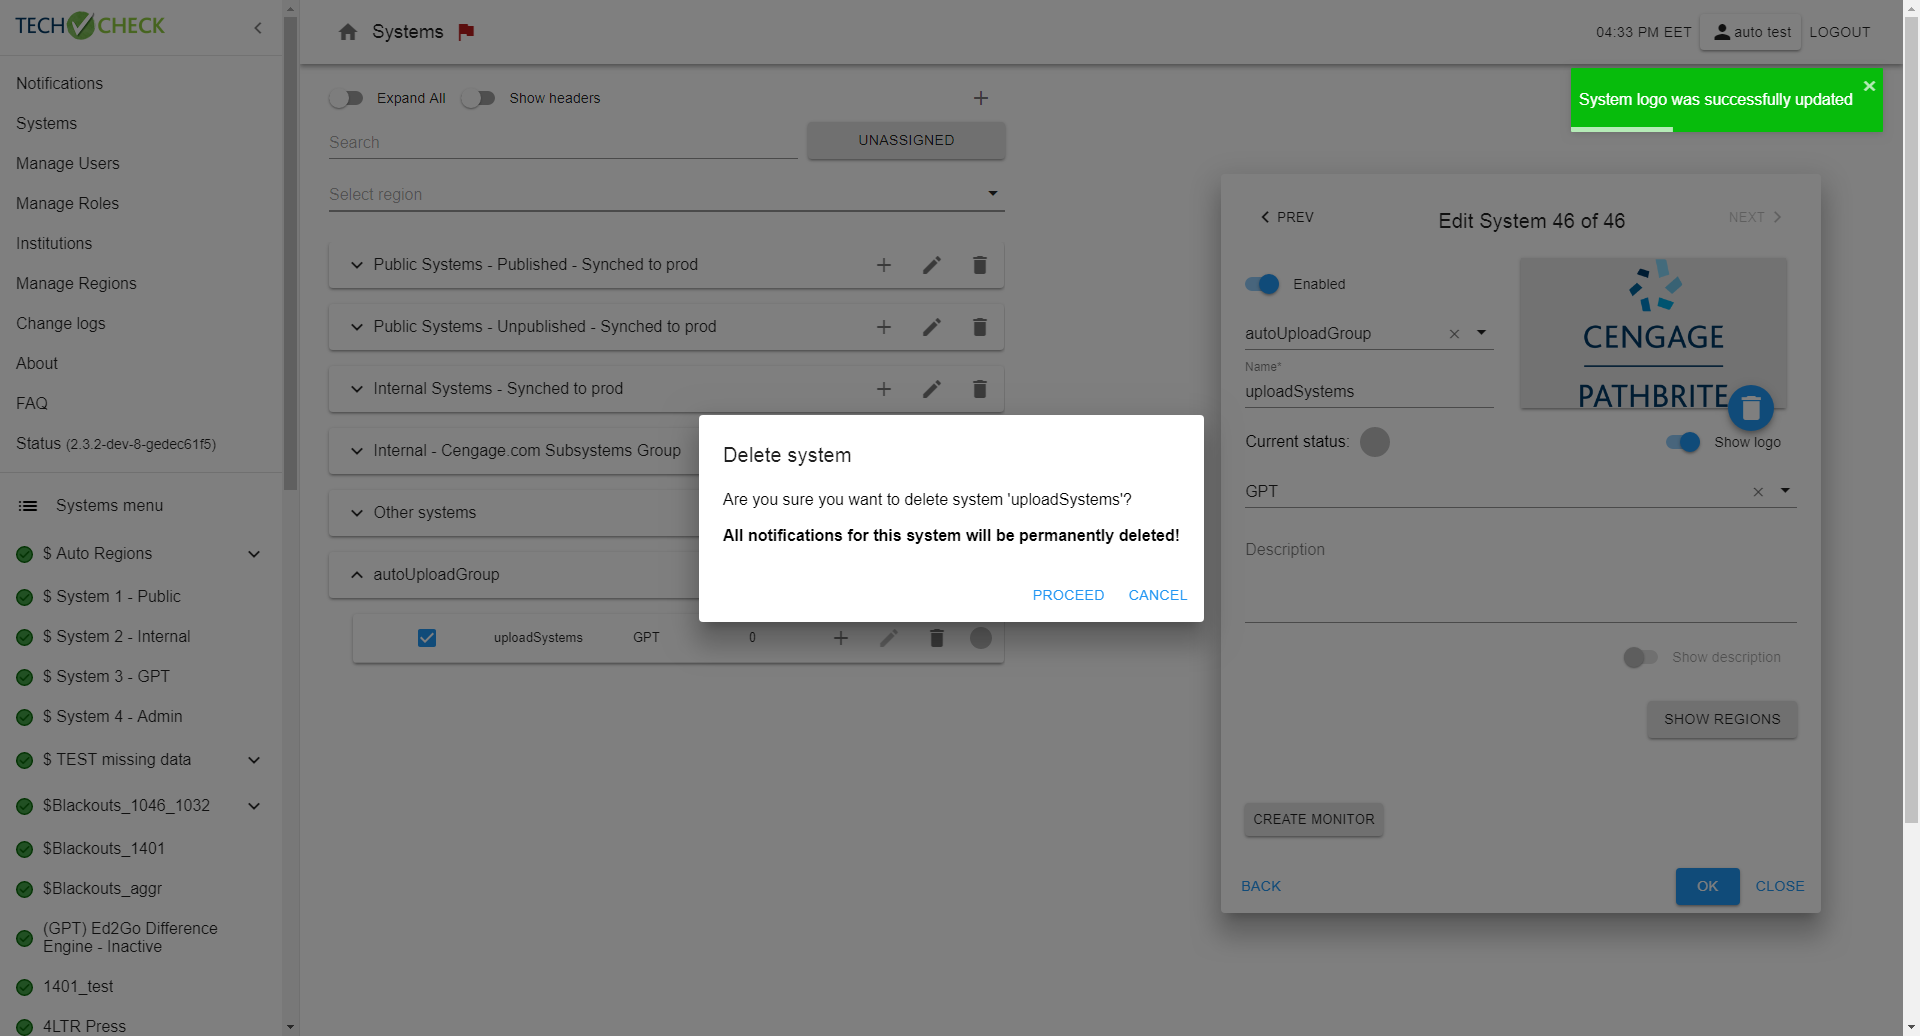 TECH CHECK
Systems
04:33 PM EET
auto test
LOGOUT
System logo was successfully updated
Notifications
Systems
Manage Users
Manage Roles
Institutions
Manage Regions
Change logs
About
FAQ
Status (2.3.2-dev-8-gedec61f5)
Systems menu
$ Auto Regions
$ System 1 - Public
$ System 2 - Internal
$ System 3 - GPT
$ System 4 - Admin
$ TEST missing data
$Blackouts_1046_1032
$Blackouts_1401
$Blackouts_aggr
(GPT) Ed2Go Difference
Engine - Inactive
1401_test
4LTR Press
Expand All
Show headers
Search
UNASSIGNED
Select region
Public Systems - Published - Synched to prod
Public Systems - Unpublished - Synched to prod
Internal Systems - Synched to prod
Internal - Cengage.com Subsystems Group
Other systems
autoUploadGroup
uploadSystems GPT 0
Delete system
Are you sure you want to delete system 'uploadSystems'?
All notifications for this system will be permanently deleted!
PROCEED
CANCEL
PREV
Edit System 46 of 46
NEXT
Enabled
autoUploadGroup
Name*
uploadSystems
CENGAGE
PATHBRITE
Current status:
Show logo
GPT
Description
Show description
SHOW REGIONS
CREATE MONITOR
BACK
OK
CLOSE